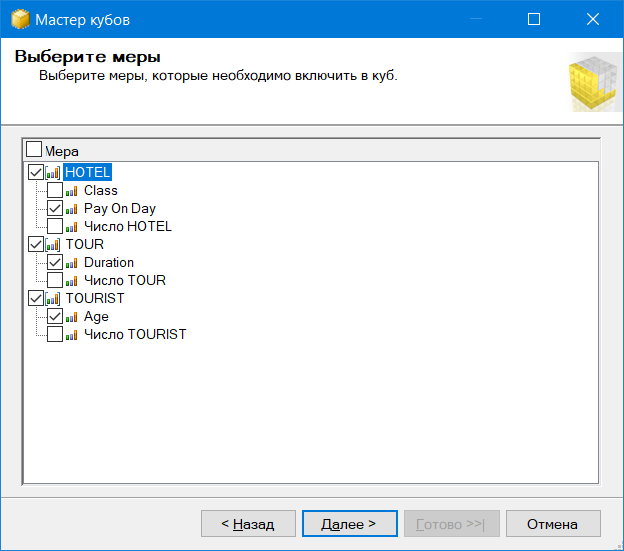 Мастер кубов
Выберите меры
Выберите меры, которые необходимо включить в куб.
Мера
HOTEL
Class
Pay On Day
Число HOTEL
TOUR
Duration
Число TOUR
TOURIST
Age
Число TOURIST
< Назад
Далее >
Готово >>|
Отмена